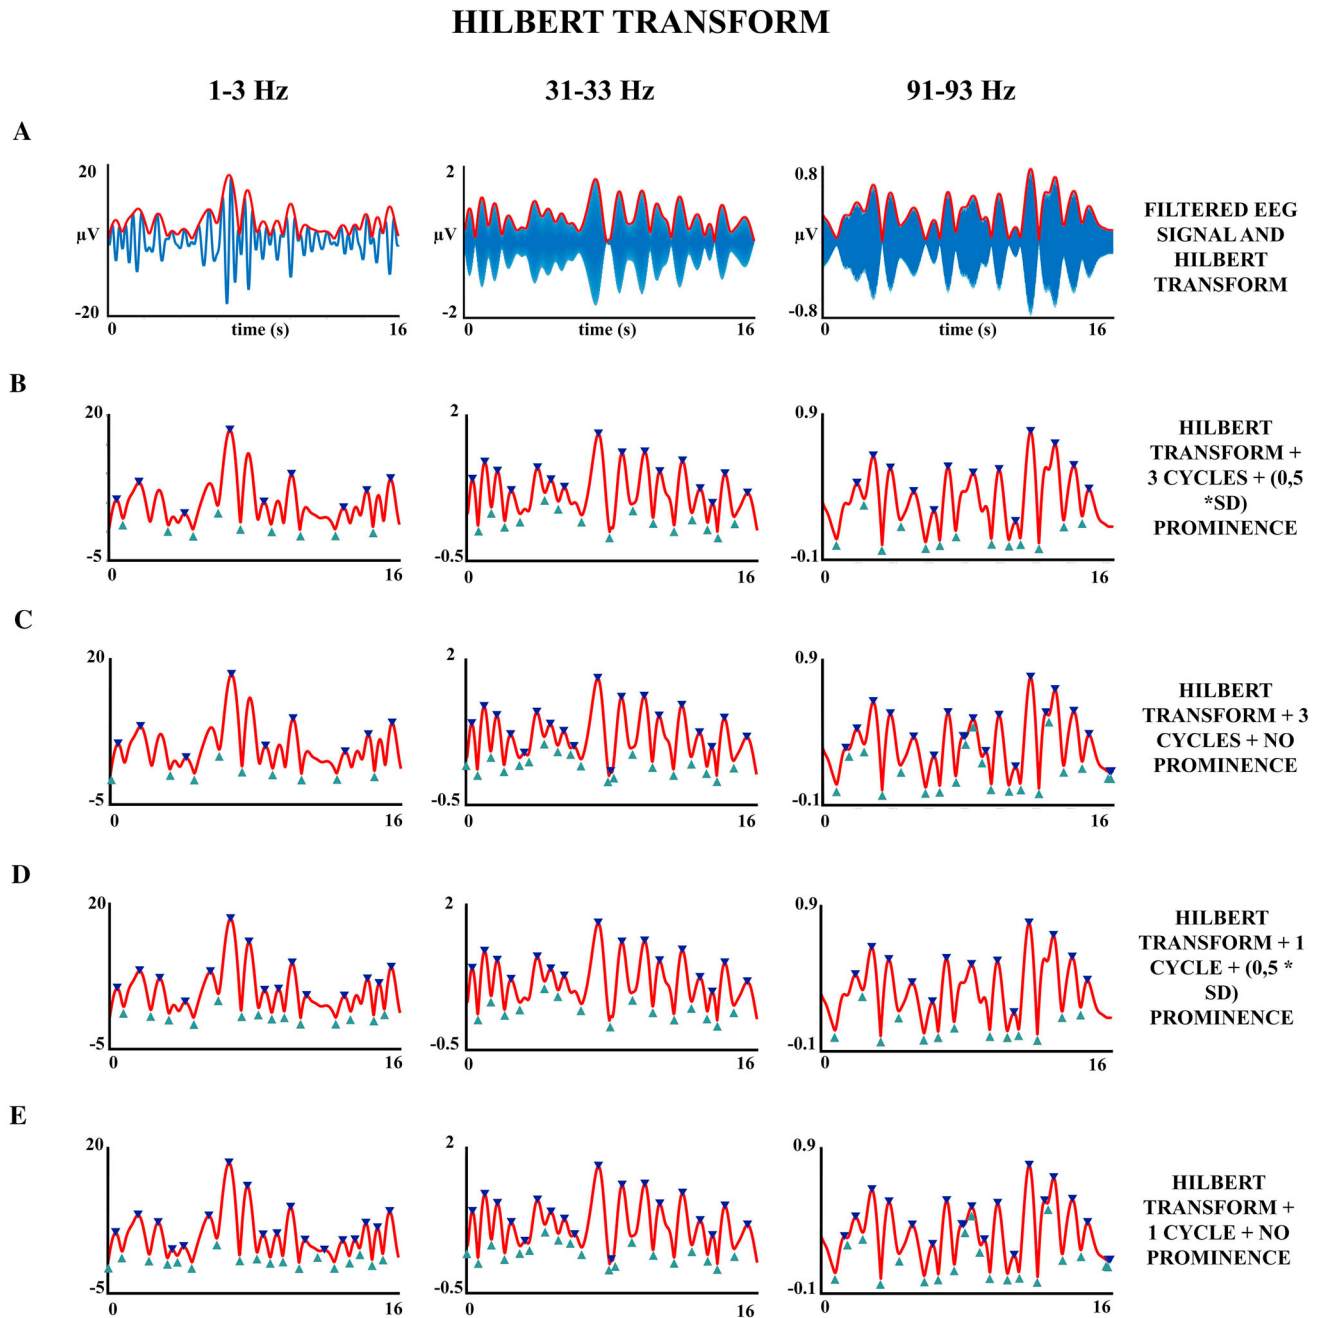 HILBERT TRANSFORM
1-3 Hz
31-33 Hz
91-93 Hz
A
20
µV
-20
0
time (s)
16
2
µV
-2
0
time (s)
16
0.8
µV
-0.8
0
time (s)
16
FILTERED EEG
SIGNAL AND
HILBERT
TRANSFORM
B
20
-5
0
16
2
-0.5
0
16
0.9
-0.1
0
16
HILBERT
TRANSFORM +
3 CYCLES + (0,5
*SD)
PROMINENCE
C
20
-5
0
16
2
-0.5
0
16
0.9
-0.1
0
16
HILBERT
TRANSFORM + 3
CYCLES + NO
PROMINENCE
D
20
-5
0
16
2
-0.5
0
16
0.9
-0.1
0
16
HILBERT
TRANSFORM + 1
CYCLE + (0,5 *
SD)
PROMINENCE
E
20
-5
0
16
2
-0.5
0
16
0.9
-0.1
0
16
HILBERT
TRANSFORM +
1 CYCLE + NO
PROMINENCE